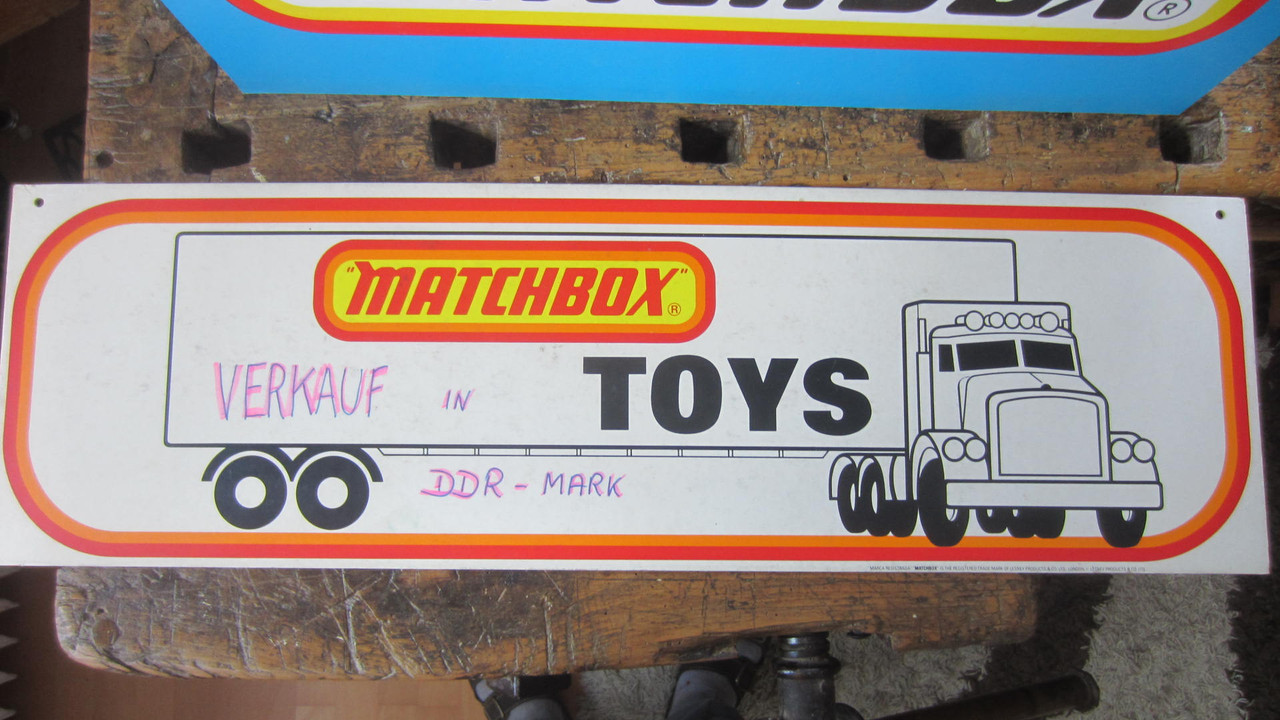 "MATCHBOX"®
TOYS
VERKAUF IN
DDR-MARK